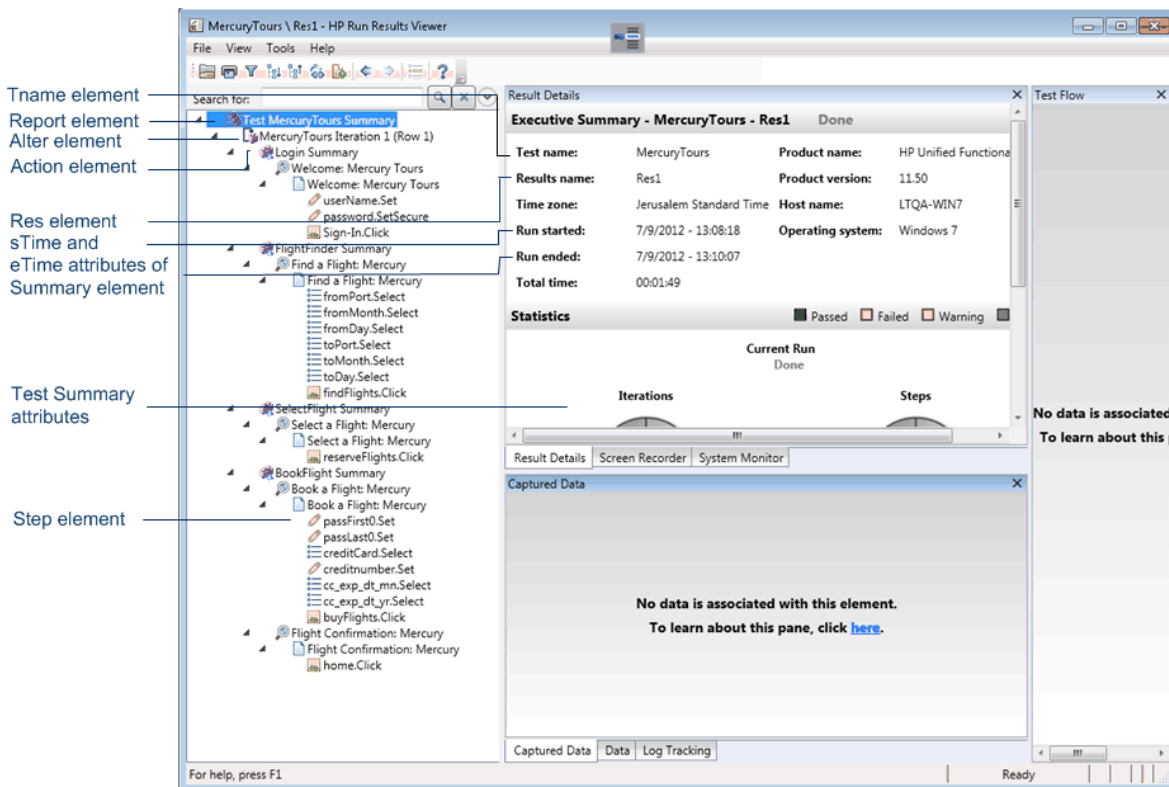 MercuryTours \ Res1 - HP Run Results Viewer
File View Tools Help
Search for:
Tname element
Report element
Alter element
Action element
Res element
sTime and
eTime attributes of
Summary element
Test Summary
attributes
Step element
Test MercuryTours Summary
MercuryTours Iteration 1 (Row 1)
Login Summary
Welcome: Mercury Tours
Welcome: Mercury Tours
userName.Set
password.SetSecure
Sign-In.Click
FlightFinder Summary
Find a Flight: Mercury
Find a Flight: Mercury
fromPort.Select
fromMonth.Select
fromDay.Select
toPort.Select
toMonth.Select
toDay.Select
findFlights.Click
SelectFlight Summary
Select a Flight: Mercury
Select a Flight: Mercury
reserveFlights.Click
BookFlight Summary
Book a Flight: Mercury
Book a Flight: Mercury
passFirst0.Set
passLast0.Set
creditCard.Select
creditnumber.Set
cc_exp_dt_mn.Select
cc_exp_dt_yr.Select
buyFlights.Click
Flight Confirmation: Mercury
Flight Confirmation: Mercury
home.Click
Result Details
Executive Summary - MercuryTours - Res1 Done
Test name: MercuryTours Product name: HP Unified Functiona
Results name: Res1 Product version: 11.50
Time zone: Jerusalem Standard Time Host name: LTQA-WIN7
Run started: 7/9/2012 - 13:08:18 Operating system: Windows 7
Run ended: 7/9/2012 - 13:10:07
Total time: 00:01:49
Statistics Passed Failed Warning
Current Run
Done
Iterations Steps
Result Details Screen Recorder System Monitor
Captured Data
No data is associated with this element.
To learn about this pane, click here.
Captured Data Data Log Tracking
Test Flow
No data is associated
To learn about this
For help, press F1
Ready